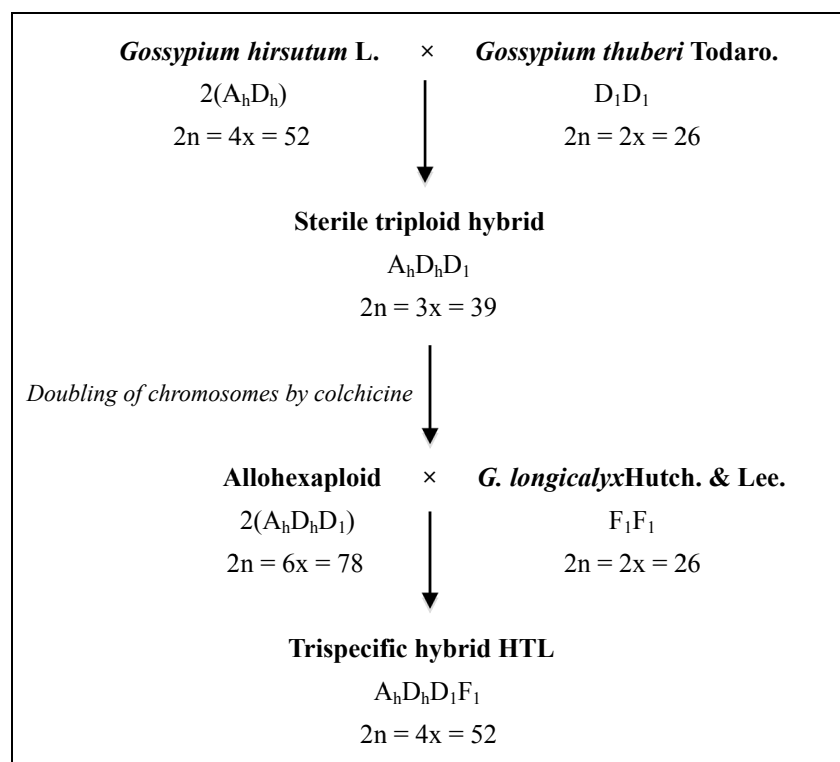 Gossypium hirsutum L. × Gossypium thuberi Todaro.
2(AₕDₕ) D₁D₁
2n = 4x = 52 2n = 2x = 26
Sterile triploid hybrid
AₕDₕD₁
2n = 3x = 39
Doubling of chromosomes by colchicine
Allohexaploid × G. longicalyxHutch. & Lee.
2(AₕDₕD₁) F₁F₁
2n = 6x = 78 2n = 2x = 26
Trispecific hybrid HTL
AₕDₕD₁F₁
2n = 4x = 52